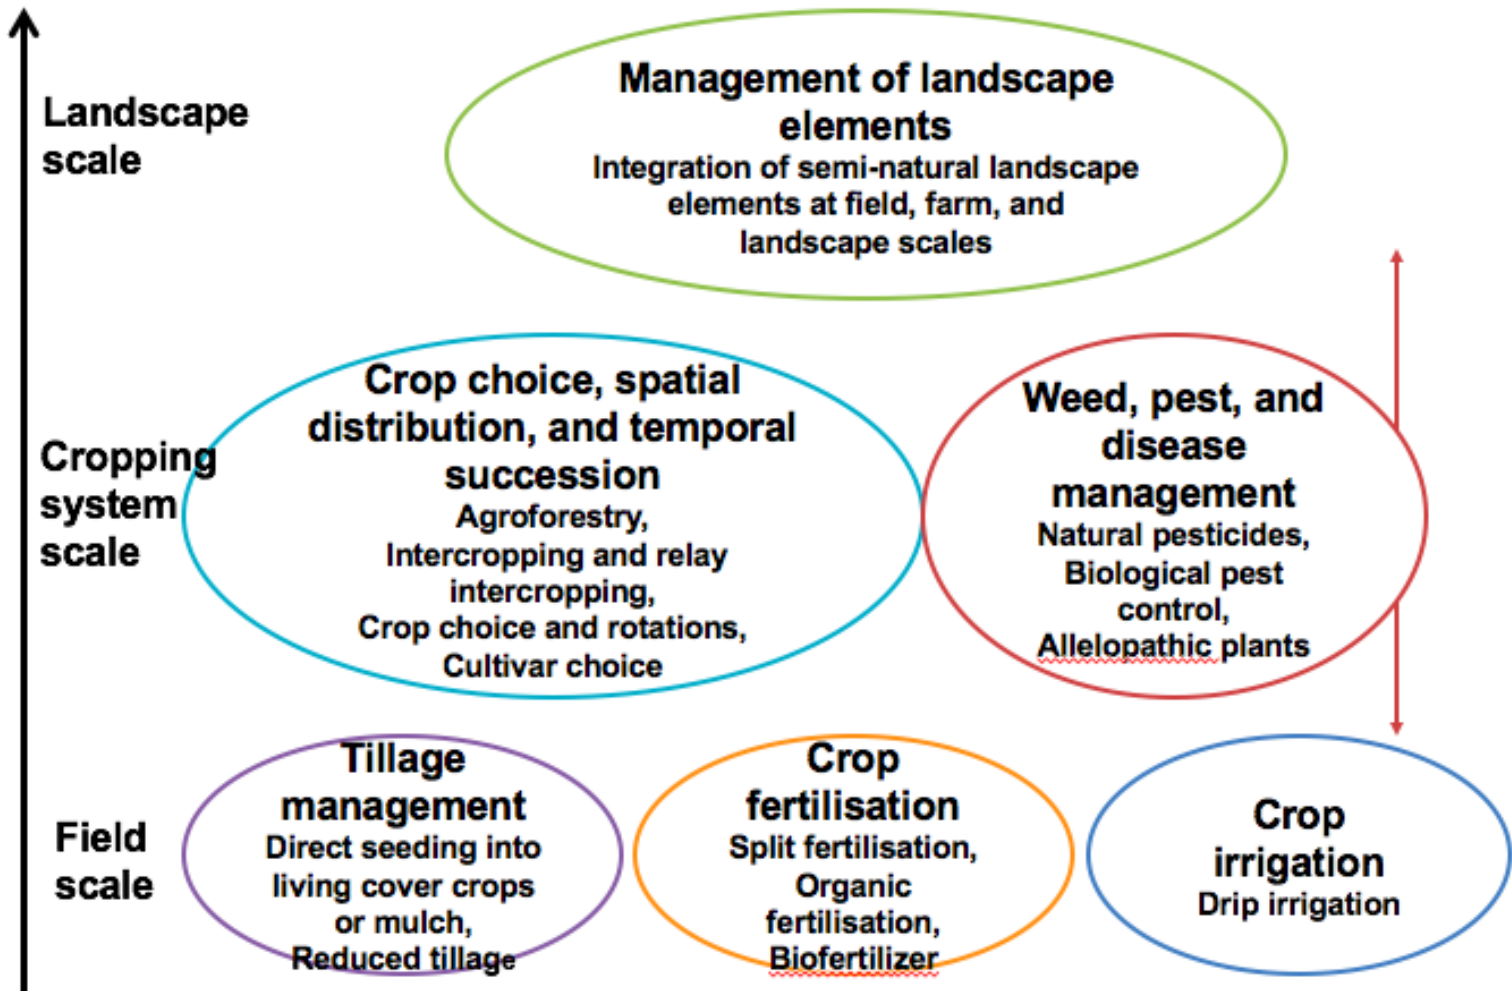 Landscape
scale
Management of landscape
elements
Integration of semi-natural landscape
elements at field, farm, and
landscape scales
Cropping
system
scale
Crop choice, spatial
distribution, and temporal
succession
Agroforestry,
Intercropping and relay
intercropping,
Crop choice and rotations,
Cultivar choice
Weed, pest, and
disease
management
Natural pesticides,
Biological pest
control,
Allelopathic plants
Field
scale
Tillage
management
Direct seeding into
living cover crops
or mulch,
Reduced tillage
Crop
fertilisation
Split fertilisation,
Organic
fertilisation,
Biofertilizer
Crop
irrigation
Drip irrigation